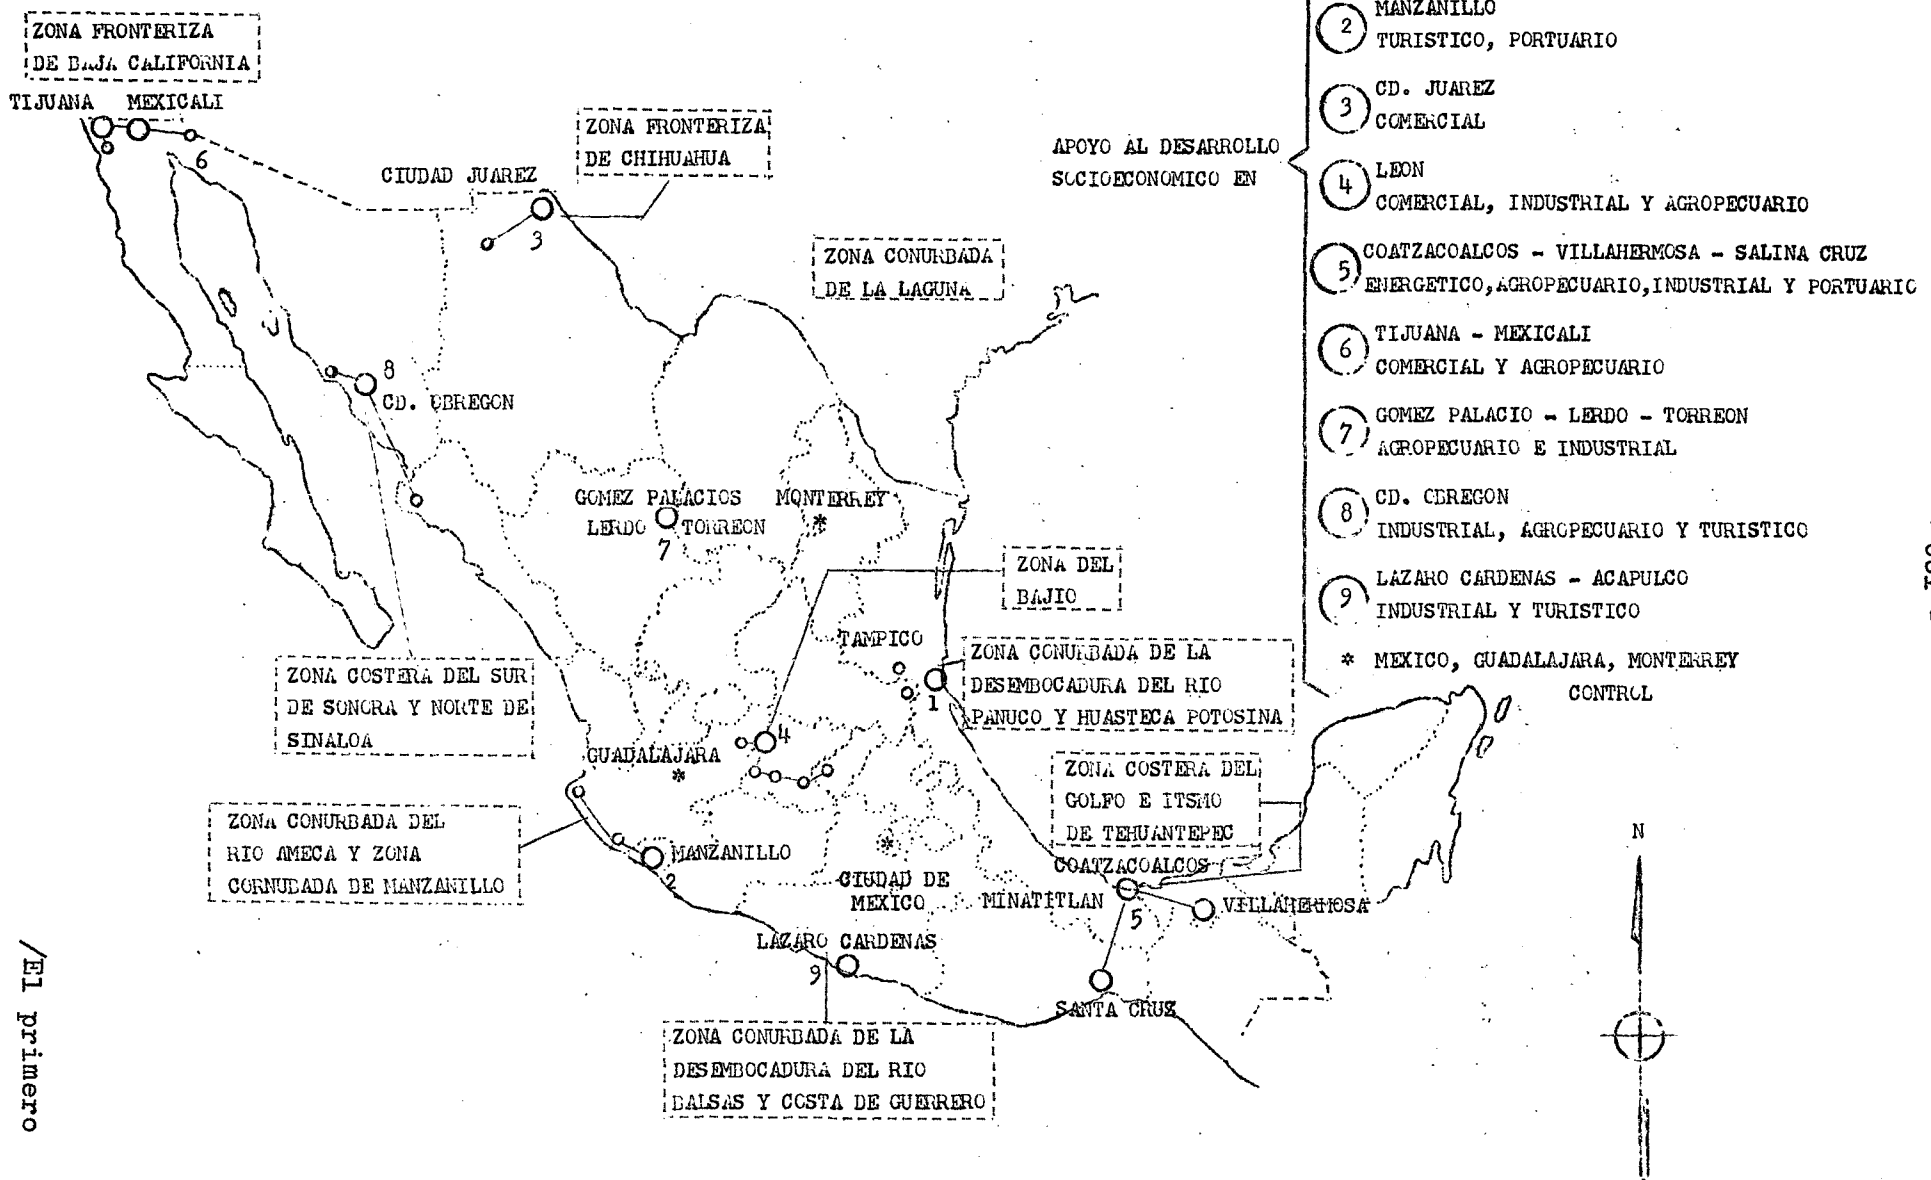 ZONA FRONTERIZA
DE BAJA CALIFORNIA
TIJUANA MEXICALI
6
ZONA FRONTERIZA
DE CHIHUAHUA
CIUDAD JUAREZ
3
ZONA CONURBADA
DE LA LAGUNA
8
CD. OBREGON
GOMEZ PALACIOS
LERDO TORREON
7
MONTERREY
*
ZONA DEL
BAJIO
TAMPICO
1
ZONA CONURBADA DE LA
DESEMBOCADURA DEL RIO
PANUCO Y HUASTECA POTOSINA
ZONA COSTERA DEL SUR
DE SONORA Y NORTE DE
SINALOA
4
GUADALAJARA
*
ZONA COSTERA DEL
GOLFO E ITSMO
DE TEHUANTEPEC
ZONA CONURBADA DEL
RIO AMECA Y ZONA
CORNUBADA DE MANZANILLO
MANZANILLO
2
*
CIUDAD DE
MEXICO
COATZACOALCOS
MINATITLAN
5
VILLAHERMOSA
LAZARO CARDENAS
9
SANTA CRUZ
ZONA CONURBADA DE LA
DESEMBOCADURA DEL RIO
BALSAS Y COSTA DE GUERRERO
APOYO AL DESARROLLO
SOCIOECONOMICO EN
2 MANZANILLO
TURISTICO, PORTUARIO
3 CD. JUAREZ
COMERCIAL
4 LEON
COMERCIAL, INDUSTRIAL Y AGROPECUARIO
5 COATZACOALCOS - VILLAHERMOSA - SALINA CRUZ
ENERGETICO, AGROPECUARIO, INDUSTRIAL Y PORTUARIO
6 TIJUANA - MEXICALI
COMERCIAL Y AGROPECUARIO
7 GOMEZ PALACIO - LERDO - TORREON
AGROPECUARIO E INDUSTRIAL
8 CD. OBREGON
INDUSTRIAL, AGROPECUARIO Y TURISTICO
9 LAZARO CARDENAS - ACAPULCO
INDUSTRIAL Y TURISTICO
* MEXICO, GUADALAJARA, MONTERREY
CONTROL
N
/El primero